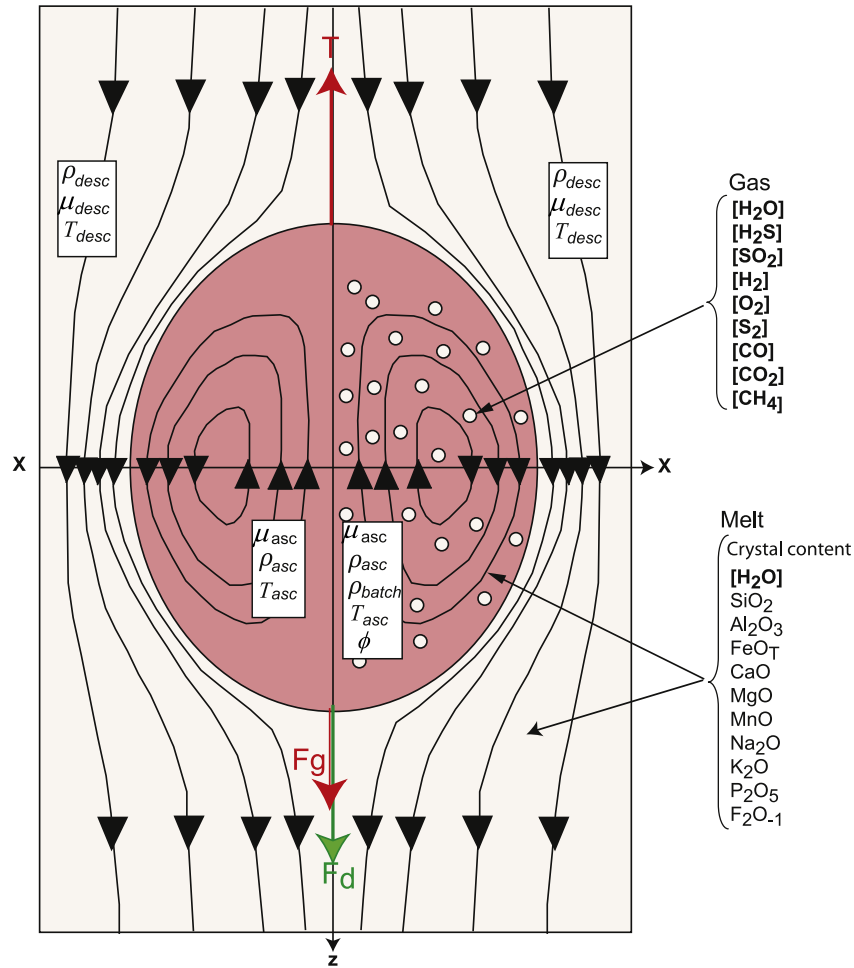 T
ρdesc
μdesc
Tdesc
ρdesc
μdesc
Tdesc
Gas
[H2O]
[H2S]
[SO2]
[H2]
[O2]
[S2]
[CO]
[CO2]
[CH4]
X
X
μasc
ρasc
Tasc
μasc
ρasc
ρbatch
Tasc
ϕ
Melt
Crystal content
[H2O]
SiO2
Al2O3
FeOT
CaO
MgO
MnO
Na2O
K2O
P2O5
F2O-1
Fg
Fd
z